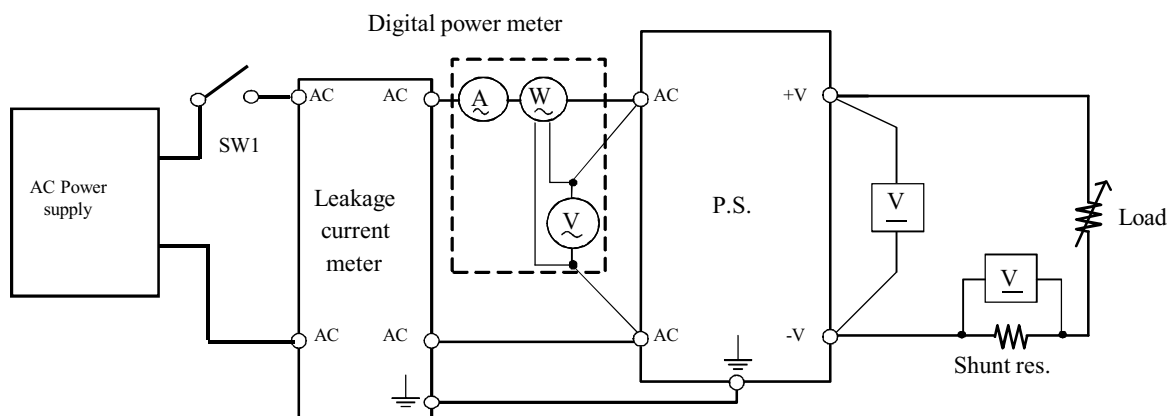 Digital power meter
AC
AC
A
W
AC
+V
SW1
AC Power
supply
Leakage
current
meter
V
P.S.
V
Load
V
AC
AC
AC
-V
Shunt res.